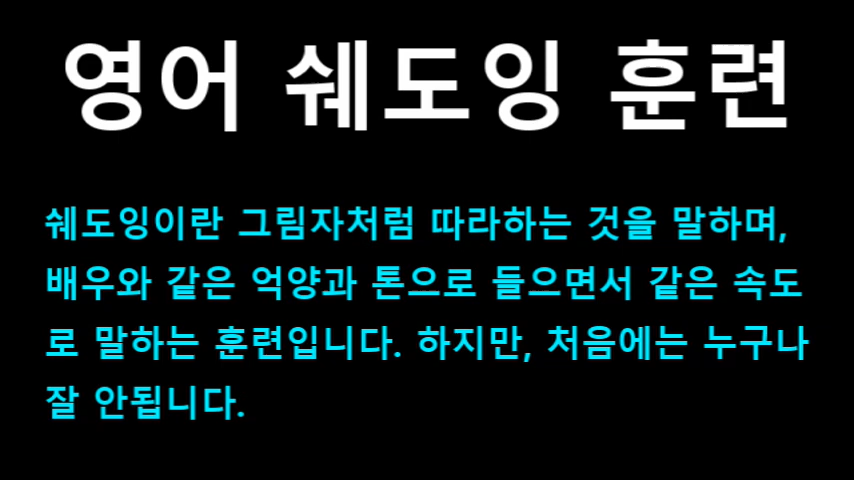 영어 쉐도잉 훈련
쉐도잉이란 그림자처럼 따라하는 것을 말하며,
배우와 같은 억양과 톤으로 들으면서 같은 속도
로 말하는 훈련입니다. 하지만, 처음에는 누구나
잘 안됩니다.